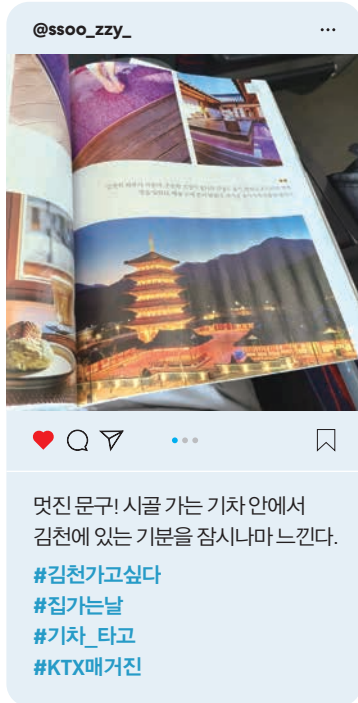 @ssoo_zzy_
멋진 문구! 시골 가는 기차 안에서
김천에 있는 기분을 잠시나마 느낀다.
#김천가고싶다
#집가는날
#기차_타고
#KTX매거진